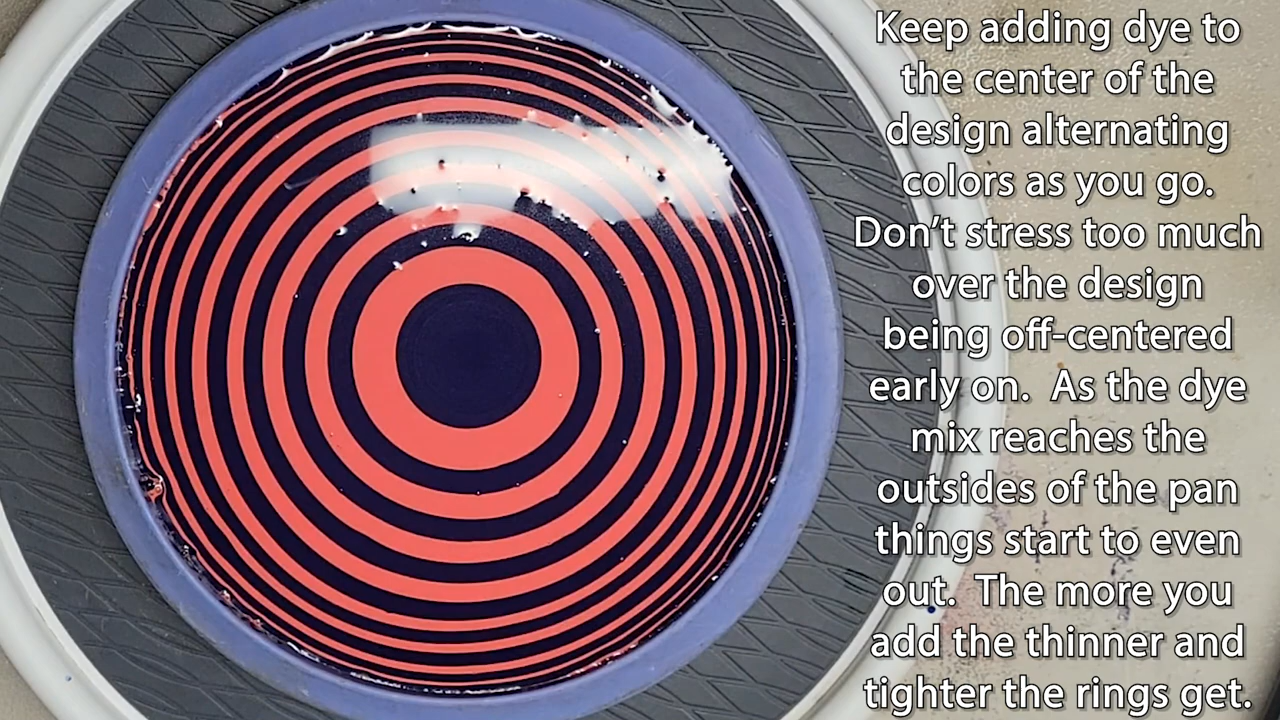 Keep adding dye to
the center of the
design alternating
colors as you go.
Don’t stress too much
over the design
being off-centered
early on.  As the dye
mix reaches the
outsides of the pan
things start to even
out.  The more you
add the thinner and
tighter the rings get.